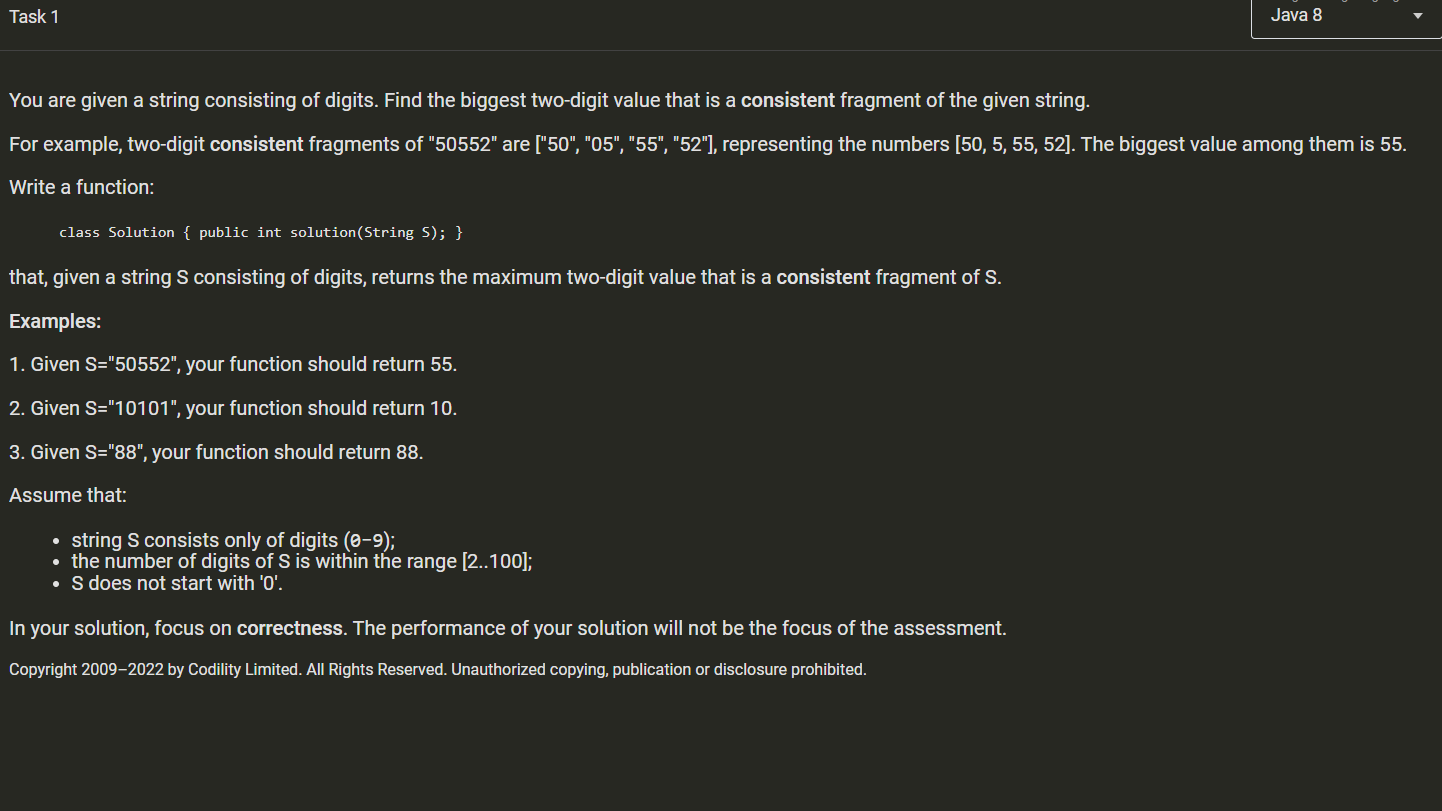 Task 1
Java 8
You are given a string consisting of digits. Find the biggest two-digit value that is a consistent fragment of the given string.
For example, two-digit consistent fragments of "50552" are ["50", "05", "55", "52"], representing the numbers [50, 5, 55, 52]. The biggest value among them is 55.
Write a function:
class Solution { public int solution(String S); }
that, given a string S consisting of digits, returns the maximum two-digit value that is a consistent fragment of S.
Examples:
1. Given S="50552", your function should return 55.
2. Given S="10101", your function should return 10.
3. Given S="88", your function should return 88.
Assume that:
• string S consists only of digits (0-9);
• the number of digits of S is within the range [2..100];
• S does not start with '0'.
In your solution, focus on correctness. The performance of your solution will not be the focus of the assessment.
Copyright 2009–2022 by Codility Limited. All Rights Reserved. Unauthorized copying, publication or disclosure prohibited.